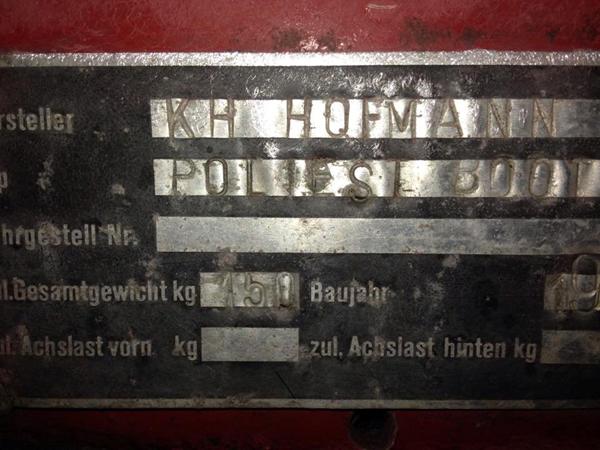 rsteller KH HOFMANN
p POLIEST BOOT
hrgestell Nr.
l.Gesamtgewicht kg 150 Baujahr 19
ul. Achslast vorn kg zul. Achslast hinten kg